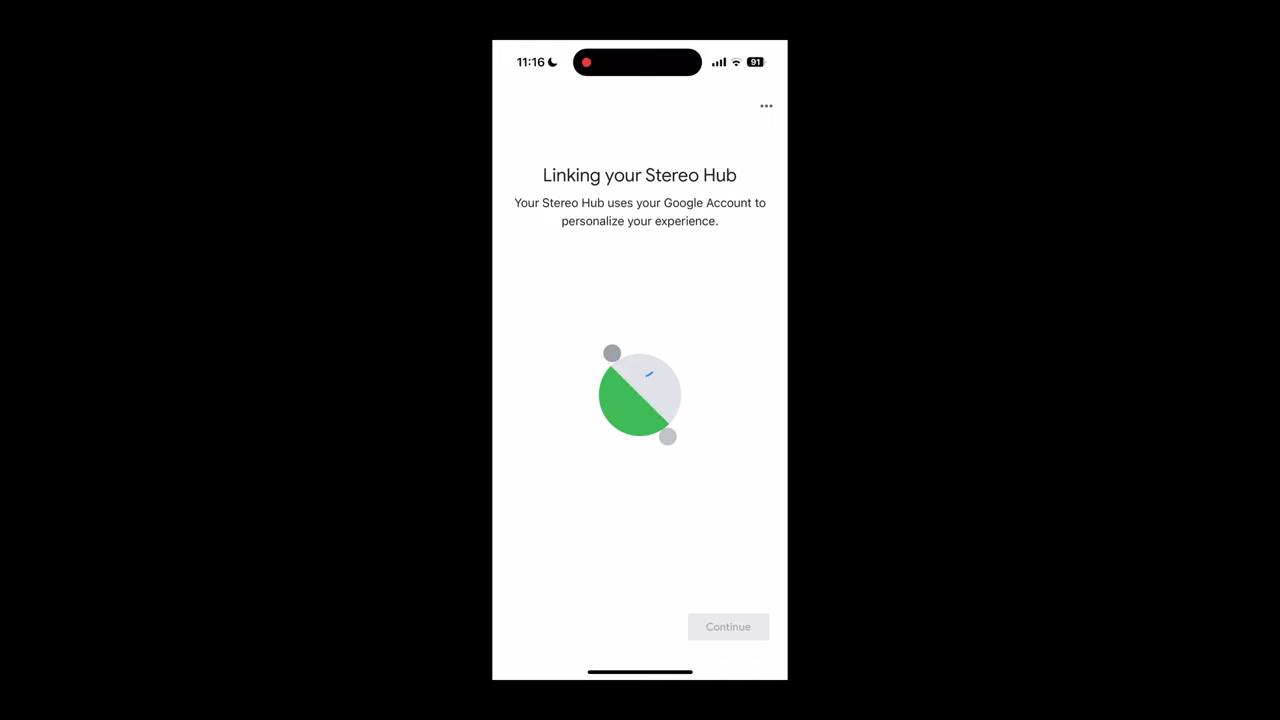 11:16
91
Linking your Stereo Hub
Your Stereo Hub uses your Google Account to
personalize your experience.
Continue